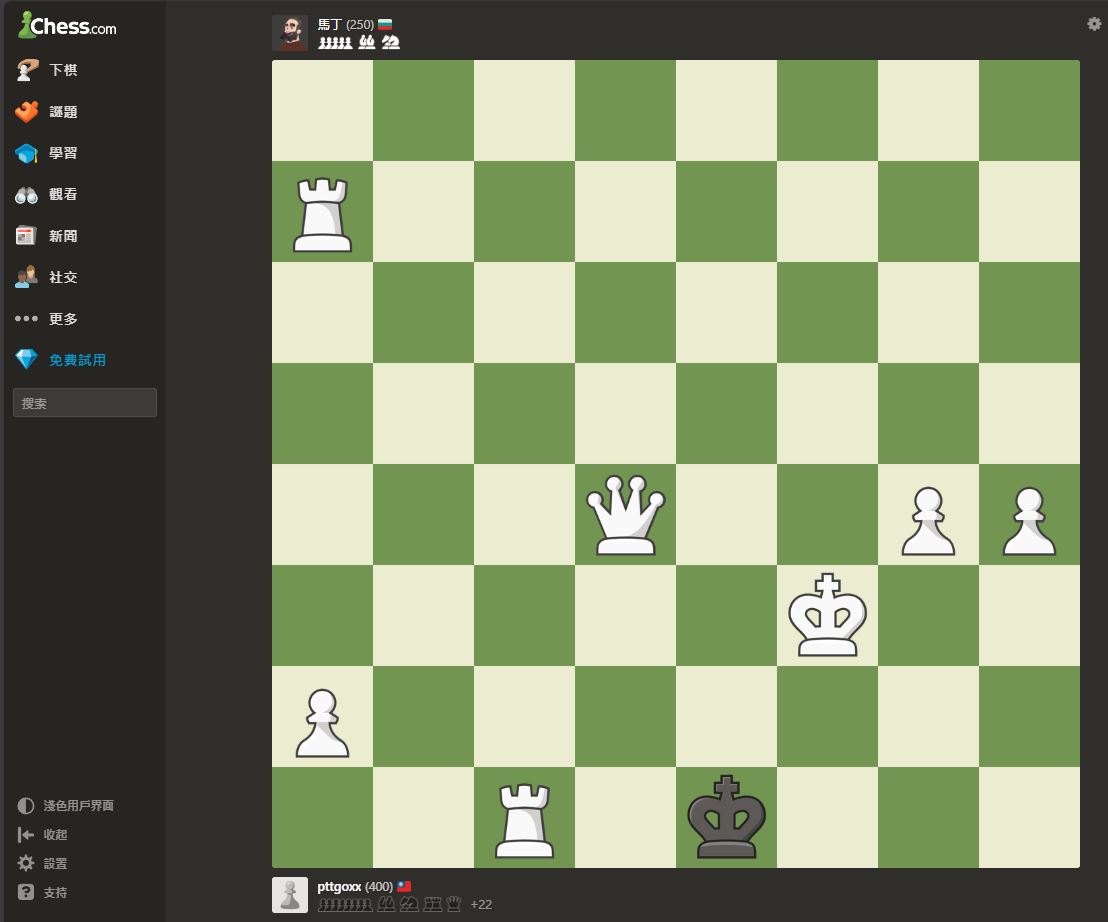 Chess.com
下棋
謎題
學習
觀看
新聞
社交
更多
免費試用
搜索
淺色用戶界面
收起
設置
支持
馬丁 (250)
pttgoxx (400)
+22